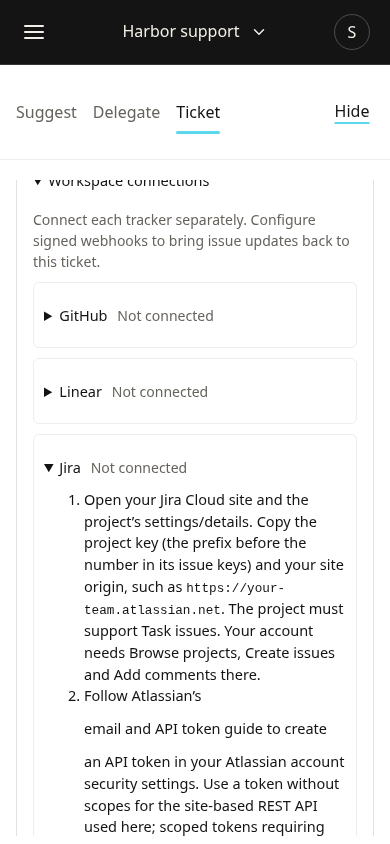 Harbor support
S
Suggest Delegate Ticket Hide
Workspace connections
Connect each tracker separately. Configure
signed webhooks to bring issue updates back to
this ticket.
GitHub Not connected
Linear Not connected
Jira Not connected
1. Open your Jira Cloud site and the
project’s settings/details. Copy the
project key (the prefix before the
number in its issue keys) and your site
origin, such as https://your-
team.atlassian.net. The project must
support Task issues. Your account
needs Browse projects, Create issues
and Add comments there.
2. Follow Atlassian’s
email and API token guide to create
an API token in your Atlassian account
security settings. Use a token without
scopes for the site-based REST API
used here; scoped tokens requiring